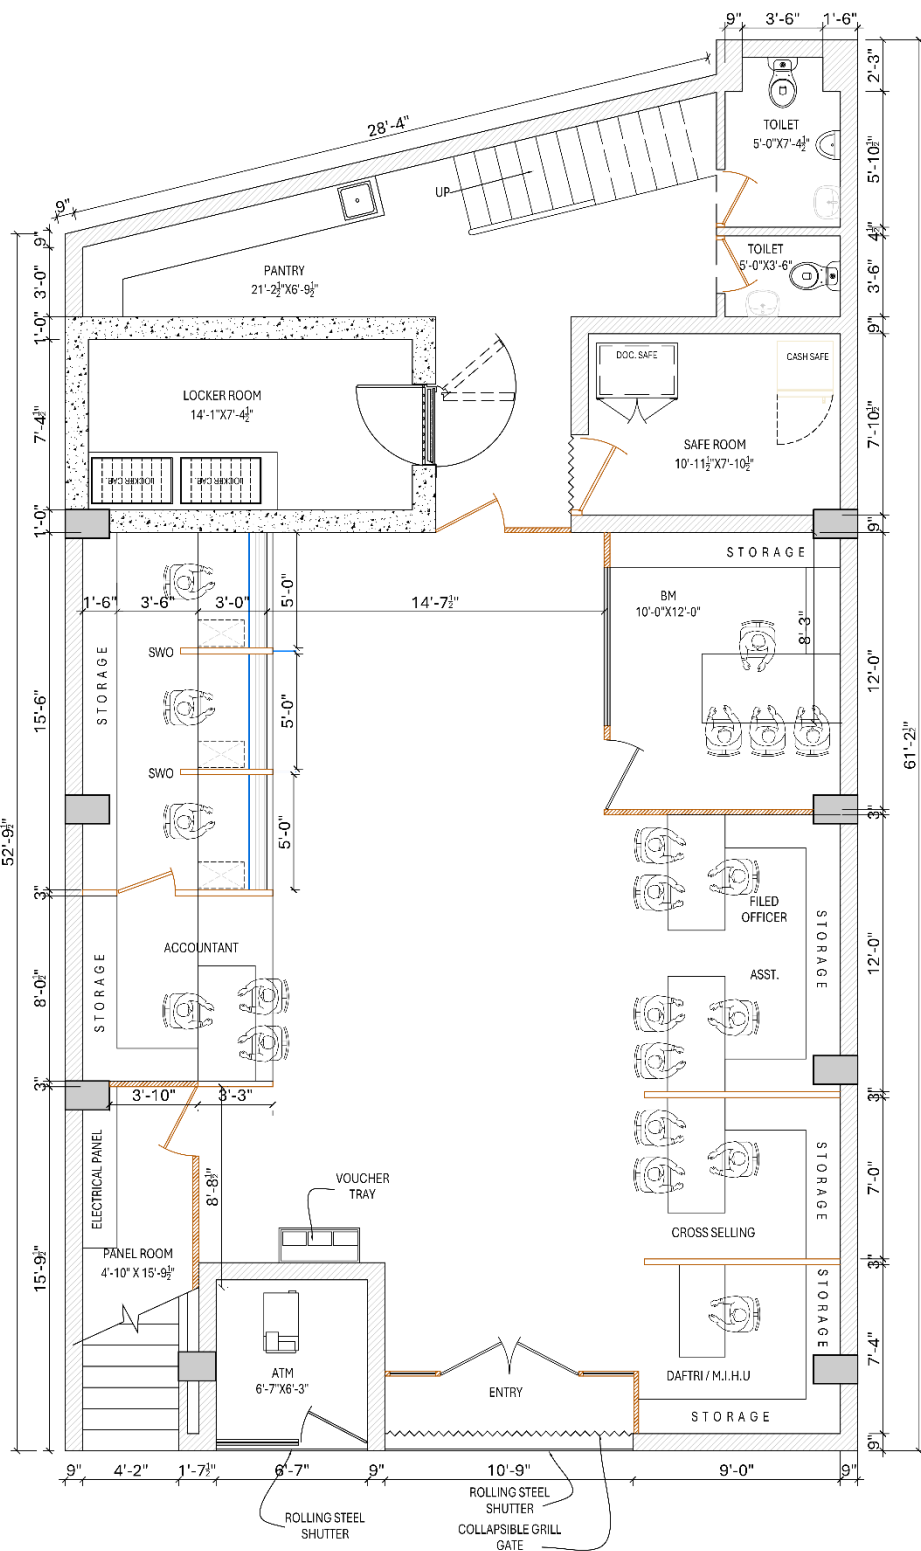 9" 3'-6" 1'-6"
2'-3"
28'-4"
TOILET
5'-0"X7'-4½"
5'-10½"
UP
9"
9"
4½"
TOILET
5'-0"X3'-6"
3'-6"
3'-0"
PANTRY
21'-2½"X6'-9½"
1'-0"
9"
DOC. SAFE
CASH SAFE
LOCKER ROOM
14'-1"X7'-4½"
7'-4½"
7'-10½"
SAFE ROOM
10'-11½"X7'-10½"
LOCKER CAB. LOCKER CAB.
1'-0"
9"
STORAGE
5'-0"
BM
10'-0"X12'-0"
1'-6" 3'-6" 3'-0" 14'-7½"
8'-3"
SWO
STORAGE
12'-0"
15'-6"
5'-0"
61'-2½"
SWO
52'-9½"
5'-0"
3"
3"
FILED
OFFICER
STORAGE
ACCOUNTANT
12'-0"
ASST.
STORAGE
8'-0½"
3"
3'-10" 3'-3"
3"
ELECTRICAL PANEL
8'-8½"
VOUCHER
TRAY
STORAGE
7'-0"
CROSS SELLING
PANEL ROOM
4'-10" X 15'-9½"
15'-9½"
3"
STORAGE
7'-4"
ATM
6'-7"X6'-3"
DAFTRI / M.I.H.U
ENTRY
STORAGE
9"
9" 4'-2" 1'-7½" 6'-7" 9" 10'-9" 9'-0" 9"
ROLLING STEEL
SHUTTER
ROLLING STEEL
SHUTTER
COLLAPSIBLE GRILL
GATE